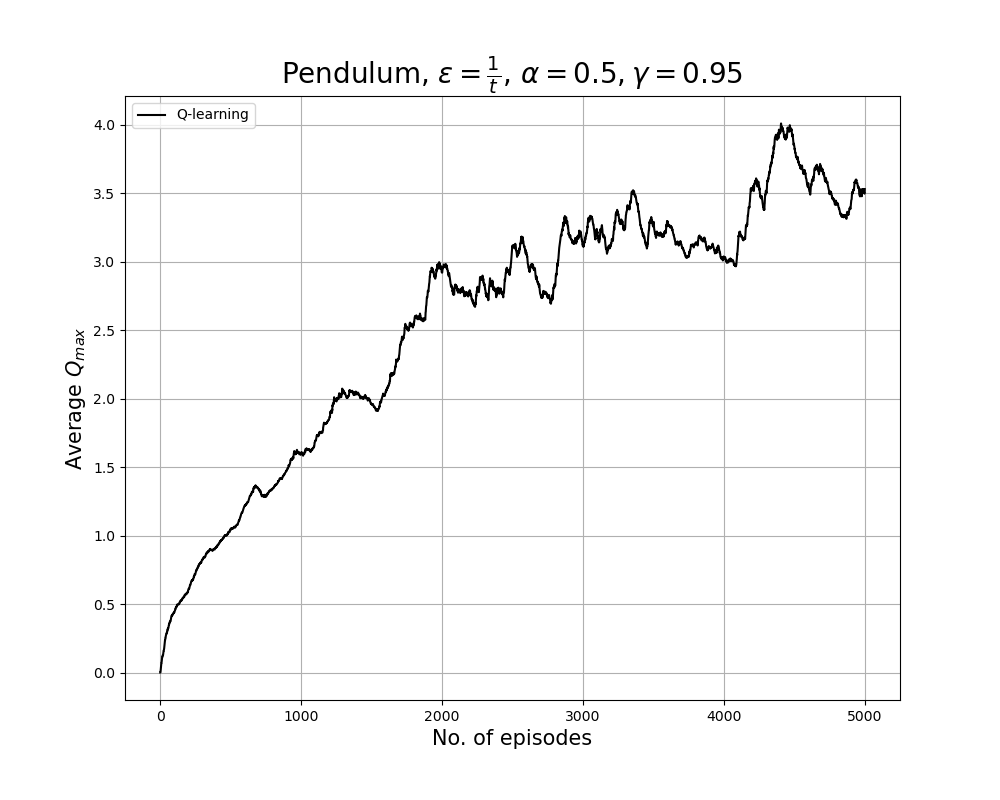 Pendulum, ε = 1/t, α = 0.5, γ = 0.95
Q-learning
4.0
3.5
3.0
2.5
2.0
1.5
1.0
0.5
0.0
Average Qmax
0 1000 2000 3000 4000 5000
No. of episodes